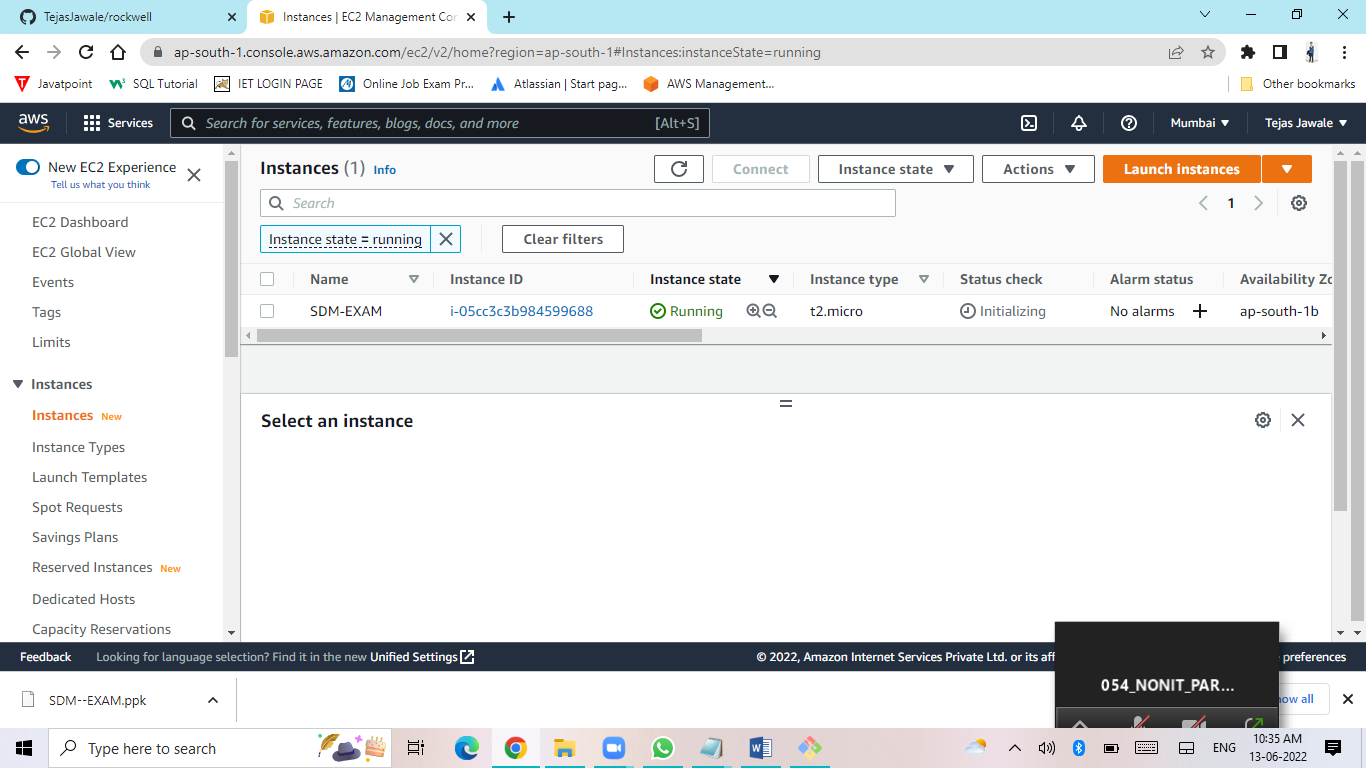 TejasJawale/rockwell
Instances | EC2 Management Con
ap-south-1.console.aws.amazon.com/ec2/v2/home?region=ap-south-1#Instances:instanceState=running
Javatpoint SQL Tutorial IET LOGIN PAGE Online Job Exam Pr... Atlassian | Start pag... AWS Management... Other bookmarks
aws Services Search for services, features, blogs, docs, and more [Alt+S] Mumbai Tejas Jawale
New EC2 Experience
Tell us what you think
EC2 Dashboard
EC2 Global View
Events
Tags
Limits
Instances
Instances New
Instance Types
Launch Templates
Spot Requests
Savings Plans
Reserved Instances New
Dedicated Hosts
Capacity Reservations
Instances (1) Info Connect Instance state Actions Launch instances
Search 1
Instance state = running Clear filters
Name Instance ID Instance state Instance type Status check Alarm status Availability Zo
SDM-EXAM i-05cc3c3b984599688 Running t2.micro Initializing No alarms ap-south-1b
Select an instance
Feedback Looking for language selection? Find it in the new Unified Settings © 2022, Amazon Internet Services Private Ltd. or its aff preferences
054_NONIT_PAR...
SDM--EXAM.ppk how all
Type here to search ENG 10:35 AM
13-06-2022